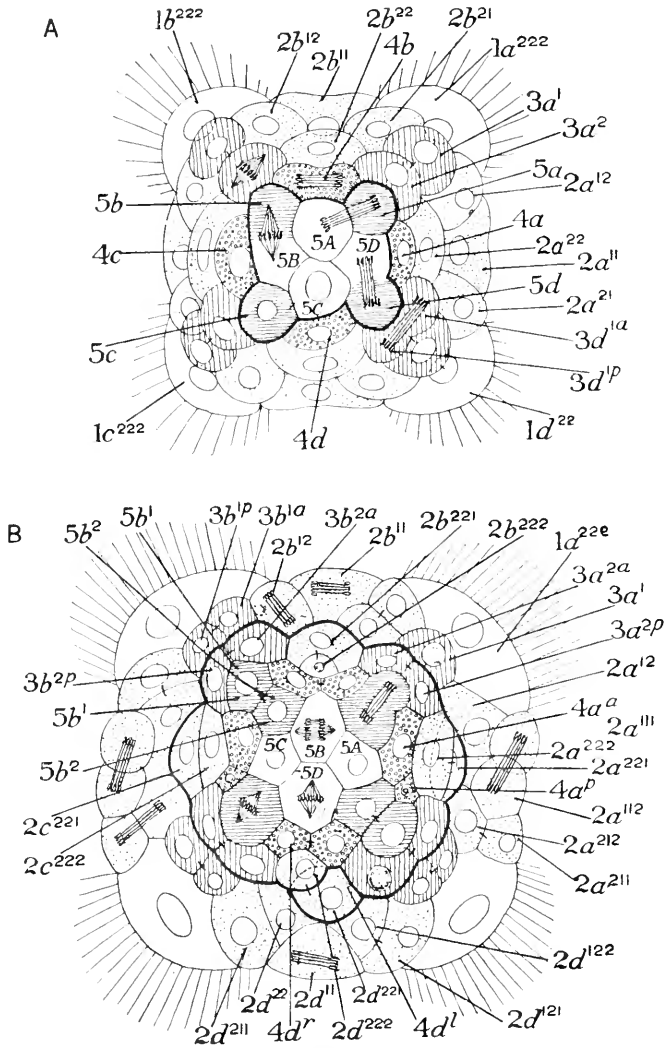 A
1b²²² 2b¹² 2b¹¹ 2b²² 4b 2b²¹ 1a²²²
3a¹
3a²
5a
2a¹²
5b 5A 5D 4a
4c 5B 2a²²
2a¹¹
5C 5d
2a²¹
5c 3d¹ᵃ
3d¹ᵖ
1c²²² 4d 1d²²
B
5b² 5b¹ 3b¹ᵖ 3b¹ᵃ 2b¹² 3b²ᵃ 2b¹¹ 2b²²¹ 2b²²² 1a²²ᵉ
3a²ᵃ
3a¹
3a²ᵖ
3b²ᵖ 2a¹²
5b¹ 4aᵃ
2a¹¹¹
5b² 5C 5B 5A 2a²²²
5D 2a²²¹
4aᵖ
2c²²¹ 2a¹¹²
2c²²² 2a²¹²
2a²¹¹
2d¹²²
2d²¹¹ 2d²² 4dʳ 2d¹¹ 2d²²² 2d²²¹ 4dˡ 2d¹²¹